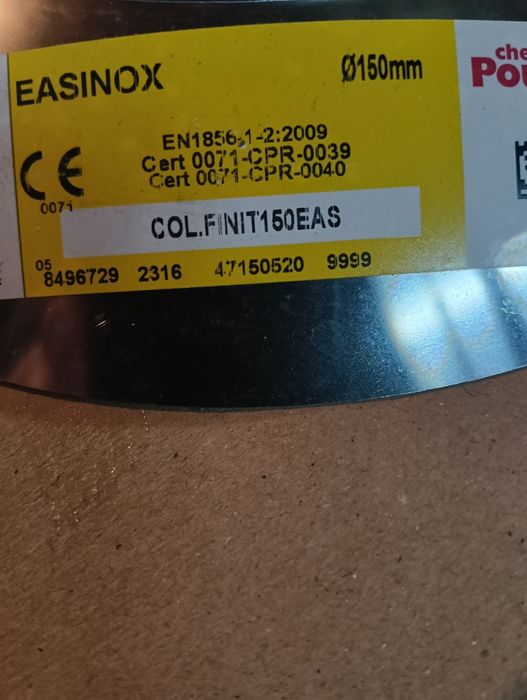 EASINOX Ø150mm
EN1856-1-2:2009
Cert 0071-CPR-0039
Cert 0071-CPR-0040
CE
0071
COL.FINIT150EAS
05
8496729 2316 47150520 9999